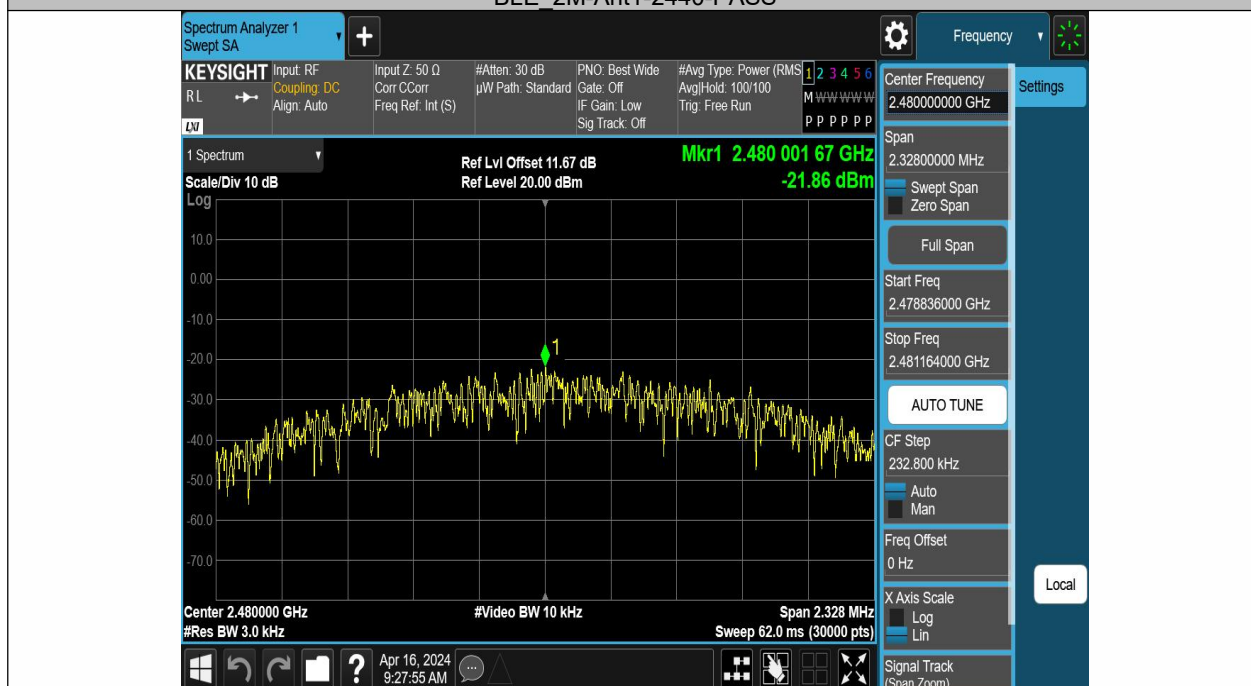 BLE_2M-Ant1-2440-PASS
Spectrum Analyzer 1
Swept SA
Frequency
KEYSIGHT
RL
LXI
Input: RF
Coupling: DC
Align: Auto
Input Z: 50 Ω
Corr CCorr
Freq Ref: Int (S)
#Atten: 30 dB
µW Path: Standard
PNO: Best Wide
Gate: Off
IF Gain: Low
Sig Track: Off
#Avg Type: Power (RMS
Avg|Hold: 100/100
Trig: Free Run
1 2 3 4 5 6
M W W W W W
P P P P P P
1 Spectrum
Scale/Div 10 dB
Log
Ref Lvl Offset 11.67 dB
Ref Level 20.00 dBm
Mkr1 2.480 001 67 GHz
-21.86 dBm
10.0
0.00
-10.0
-20.0
-30.0
-40.0
-50.0
-60.0
-70.0
1
Center 2.480000 GHz
#Res BW 3.0 kHz
#Video BW 10 kHz
Span 2.328 MHz
Sweep 62.0 ms (30000 pts)
Apr 16, 2024
9:27:55 AM
Center Frequency
2.480000000 GHz
Settings
Span
2.32800000 MHz
Swept Span
Zero Span
Full Span
Start Freq
2.478836000 GHz
Stop Freq
2.481164000 GHz
AUTO TUNE
CF Step
232.800 kHz
Auto
Man
Freq Offset
0 Hz
Local
X Axis Scale
Log
Lin
Signal Track
(Span Zoom)